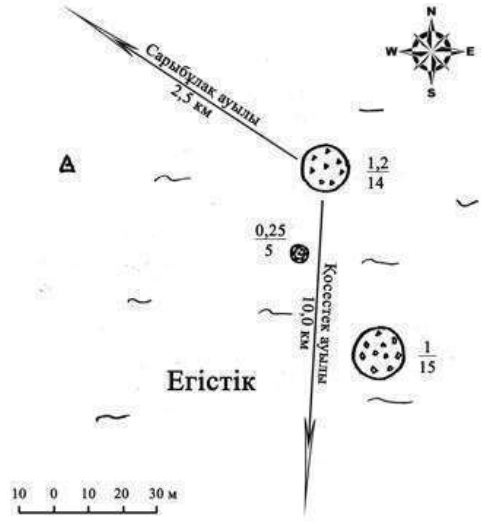 N
W E
S
Сарыбұлақ ауылы
2,5 км
1,2
14
0,25
5
Қосестек ауылы
10,0 км
1
15
Егістік
10 0 10 20 30 м